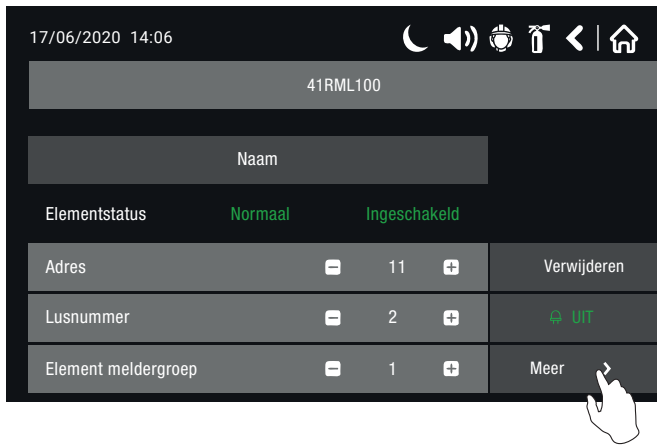 17/06/2020 14:06
41RML100
Naam
Elementstatus Normaal Ingeschakeld
Adres 11 Verwijderen
Lusnummer 2 UIT
Element meldergroep 1 Meer